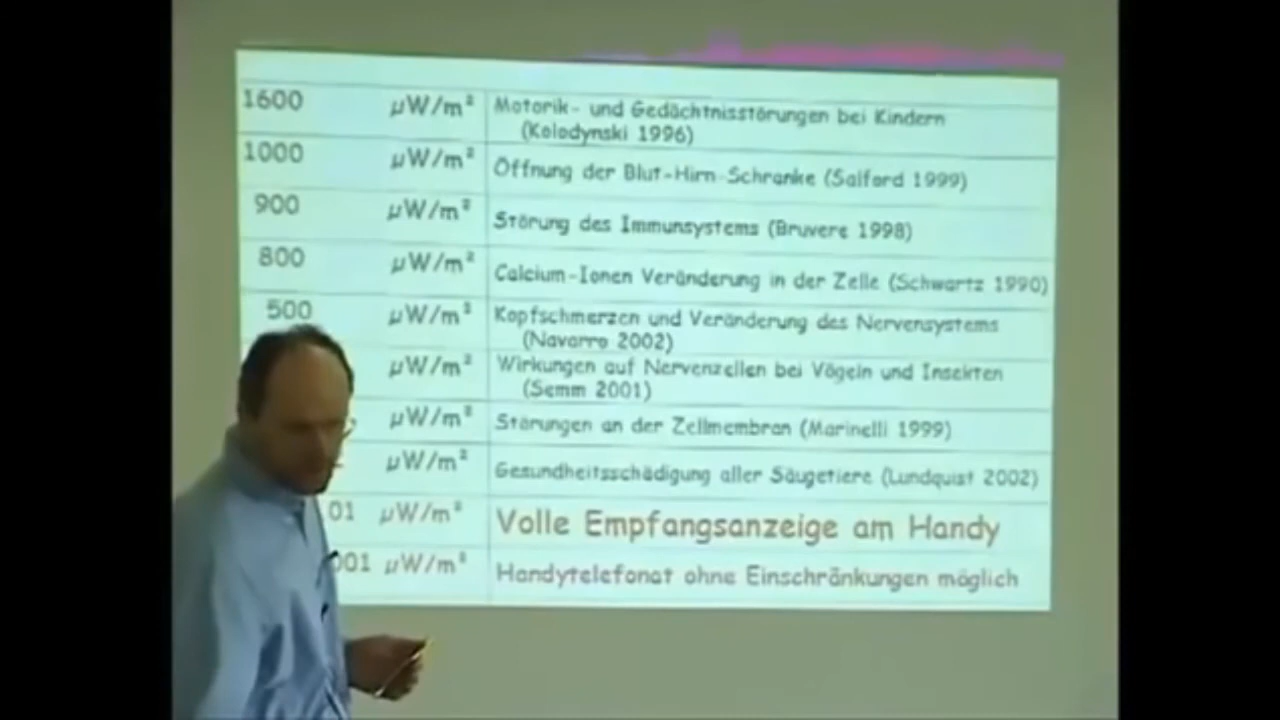 1600 µW/m² Motorik- und Gedächtnisstörungen bei Kindern
(Kolodynski 1996)
1000 µW/m² Öffnung der Blut-Hirn-Schranke (Salford 1999)
900 µW/m² Störung des Immunsystems (Bruvere 1998)
800 µW/m² Calcium-Ionen Veränderung in der Zelle (Schwartz 1990)
500 µW/m² Kopfschmerzen und Veränderung des Nervensystems
(Navarro 2002)
µW/m² Wirkungen auf Nervenzellen bei Vögeln und Insekten
(Semm 2001)
µW/m² Störungen an der Zellmembran (Marinelli 1999)
µW/m² Gesundheitsschädigung aller Säugetiere (Lundquist 2002)
01 µW/m² Volle Empfangsanzeige am Handy
001 µW/m² Handytelefonat ohne Einschränkungen möglich